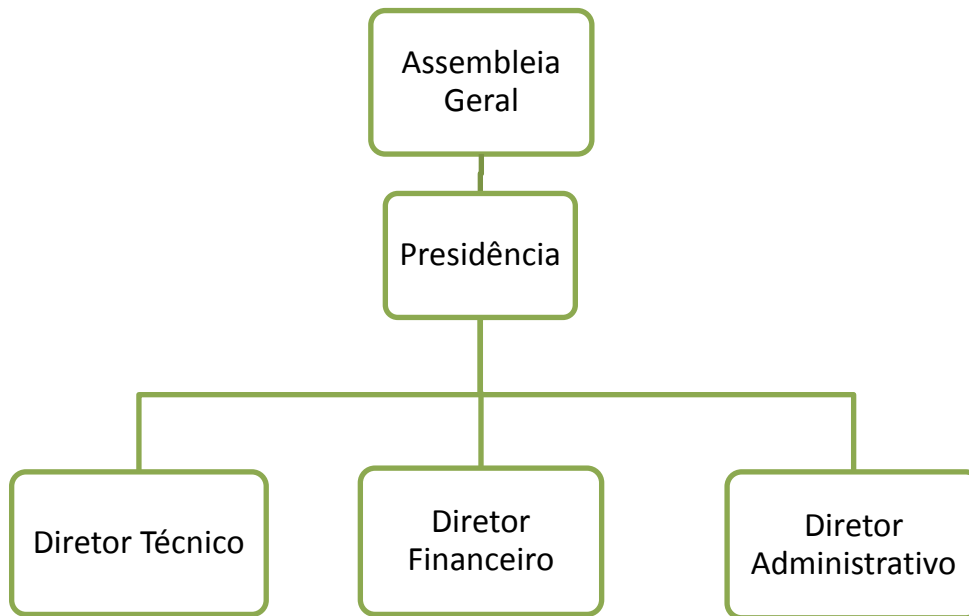 Assembleia
Geral
Presidência
Diretor Técnico
Diretor
Financeiro
Diretor
Administrativo